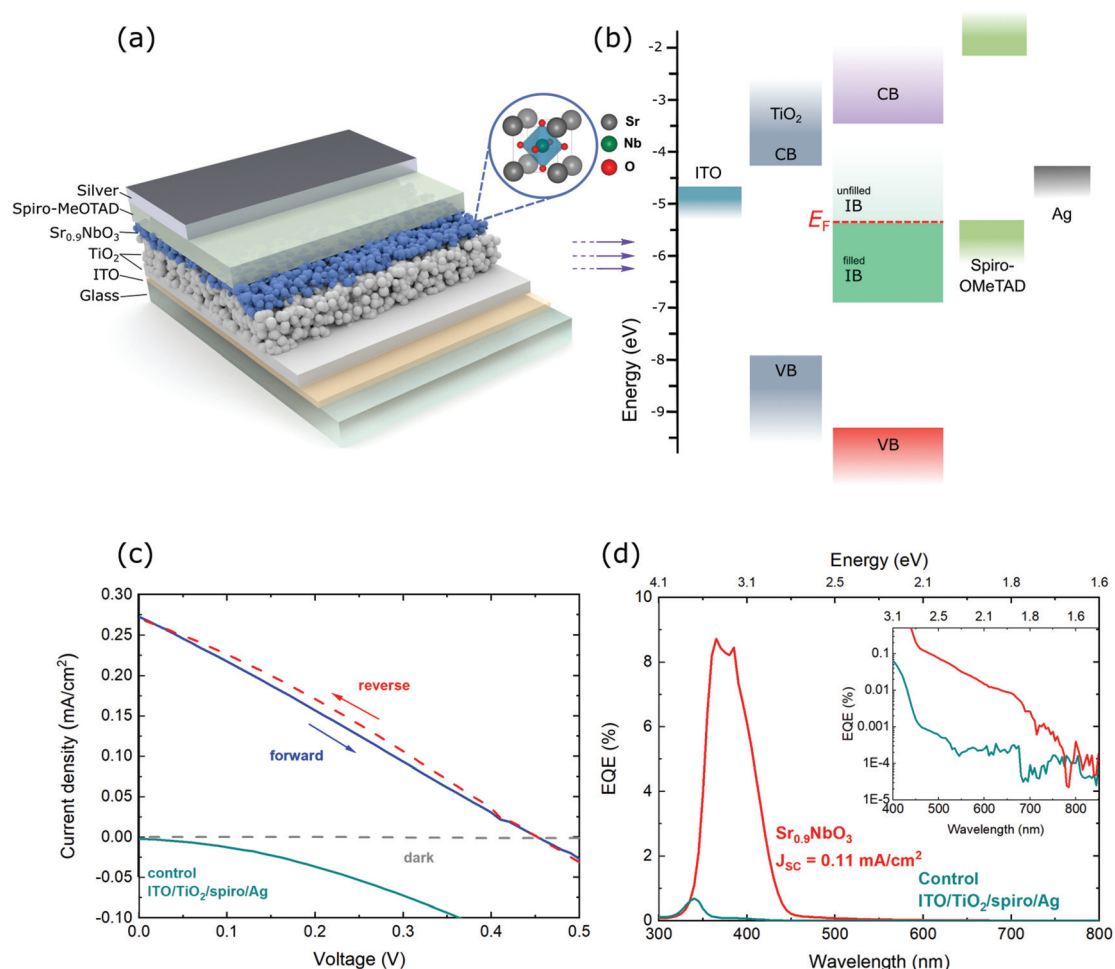 (a)
Sr
Nb
O
Silver
Spiro-MeOTAD
Sr0.9NbO3
TiO2
ITO
Glass
(b)
Energy (eV)
-2
-3
-4
-5
-6
-7
-8
-9
ITO
TiO2
CB
VB
CB
unfilled
IB
EF
filled
IB
VB
Spiro-
OMeTAD
Ag
(c)
Current density (mA/cm2)
0.30
0.25
0.20
0.15
0.10
0.05
0.00
-0.05
-0.10
reverse
forward
dark
control
ITO/TiO2/spiro/Ag
0.0 0.1 0.2 0.3 0.4 0.5
Voltage (V)
(d)
Energy (eV)
4.1 3.1 2.5 2.1 1.8 1.6
EQE (%)
10
8
6
4
2
0
3.1 2.5 2.1 1.8 1.6
EQE (%)
0.1
0.01
0.001
1E-4
1E-5
400 500 600 700 800
Wavelength (nm)
Sr0.9NbO3
JSC = 0.11 mA/cm2
Control
ITO/TiO2/spiro/Ag
300 400 500 600 700 800
Wavelength (nm)